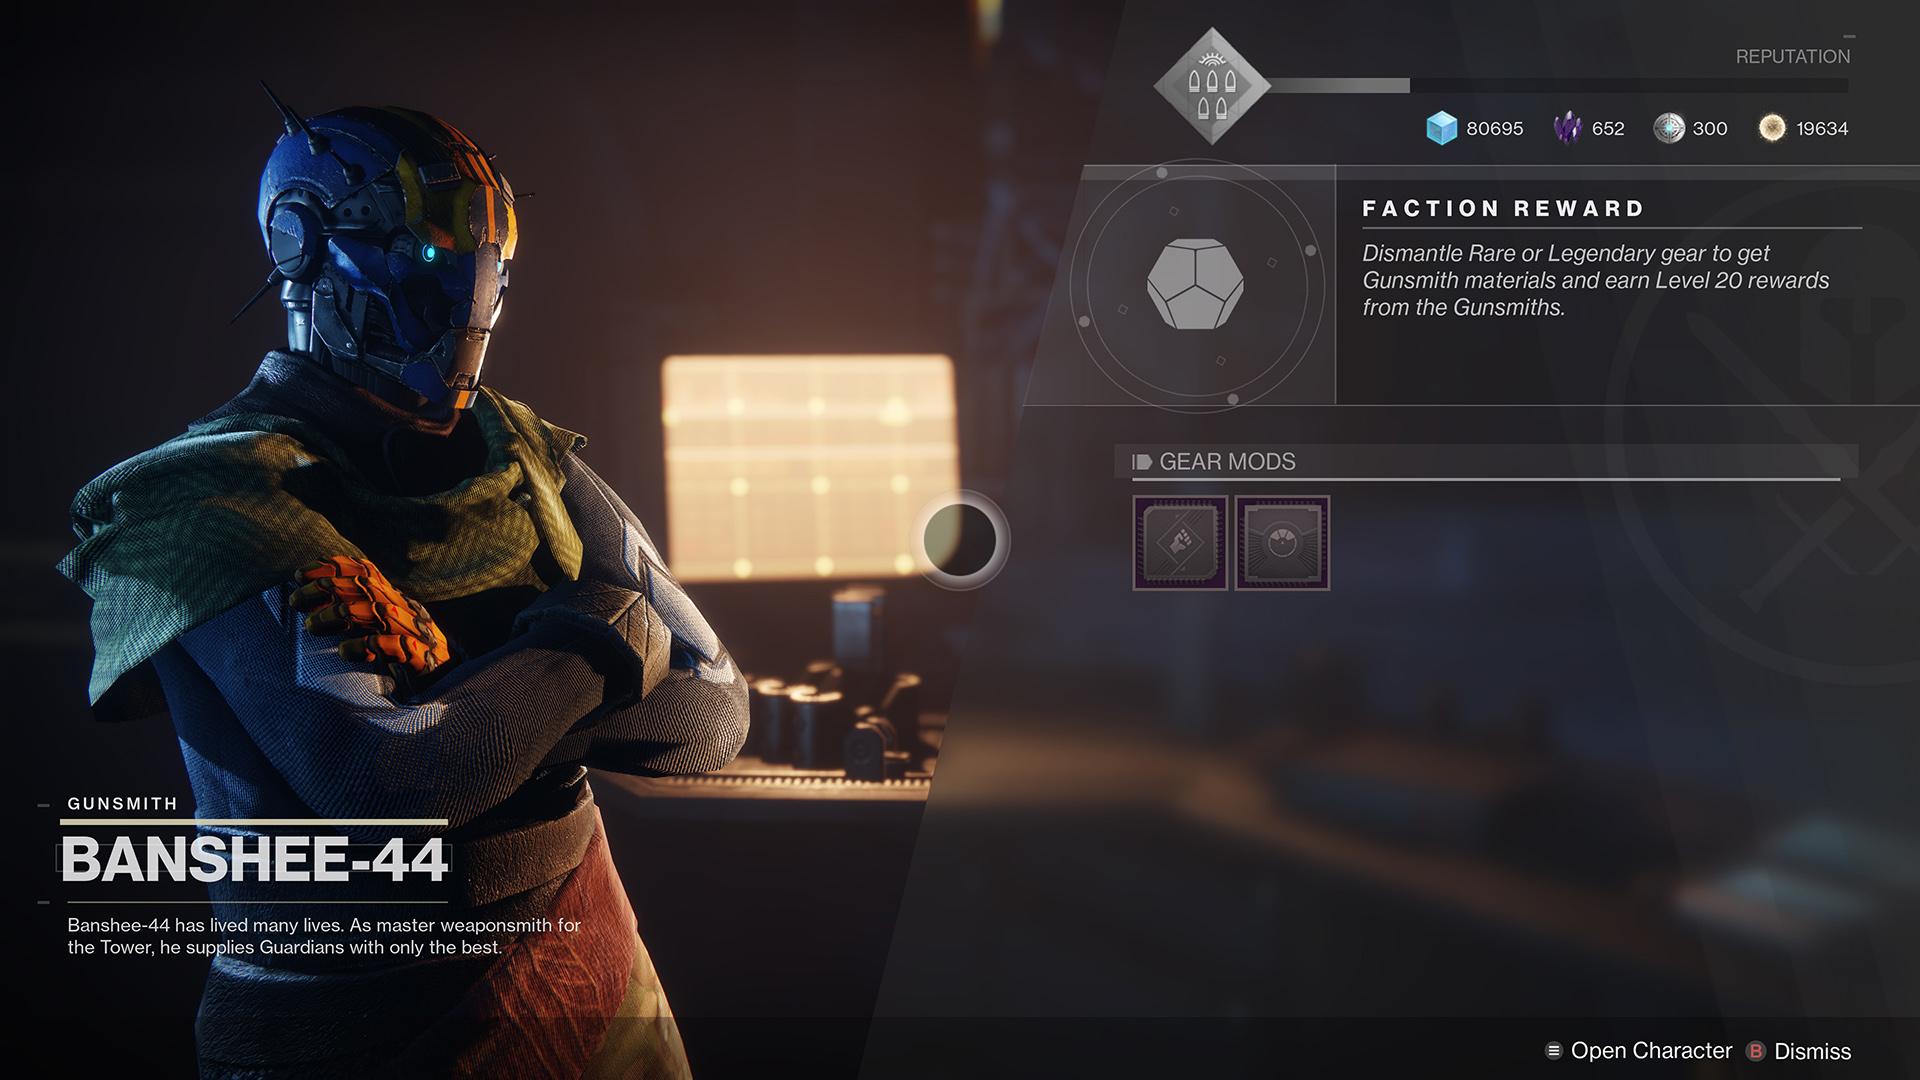 REPUTATION
80695 652 300 19634
FACTION REWARD
Dismantle Rare or Legendary gear to get
Gunsmith materials and earn Level 20 rewards
from the Gunsmiths.
GEAR MODS
GUNSMITH
BANSHEE-44
Banshee-44 has lived many lives. As master weaponsmith for
the Tower, he supplies Guardians with only the best.
Open Character B Dismiss